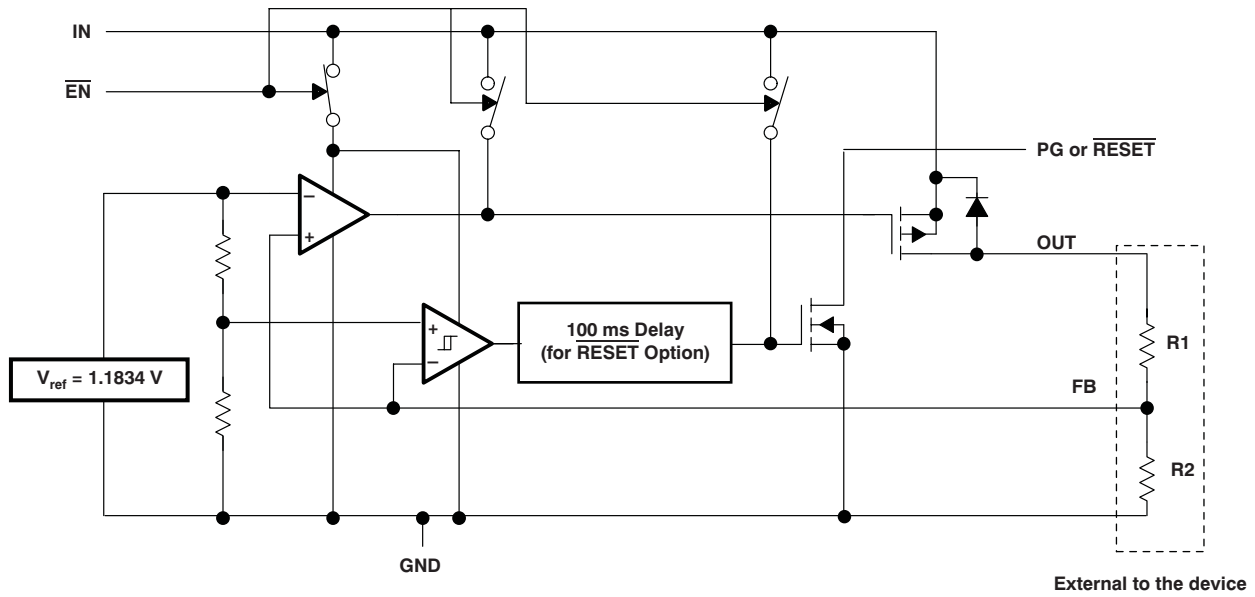 IN
EN
PG or RESET
OUT
−
+
+
−
100 ms Delay
(for RESET Option)
R1
Vref = 1.1834 V
FB
R2
GND
External to the device